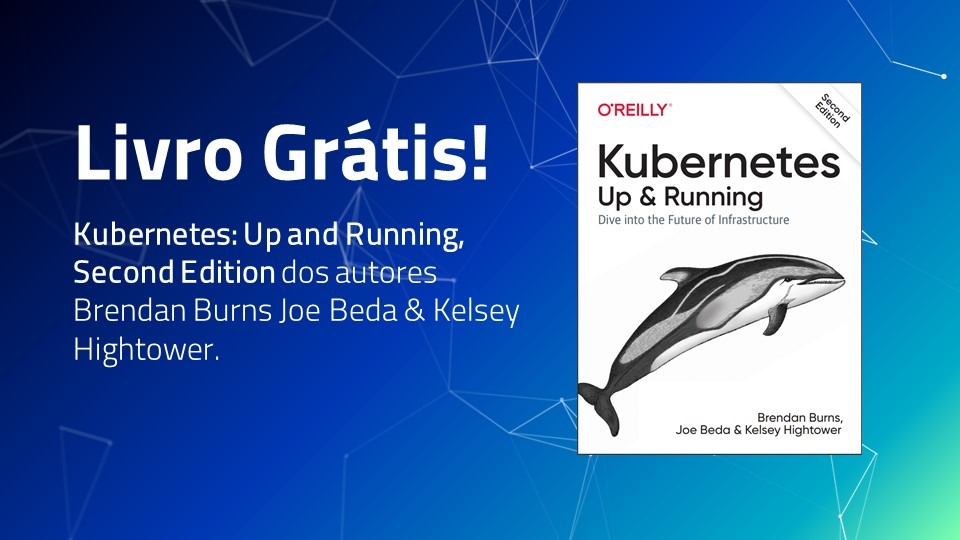 Livro Grátis!
Kubernetes: Up and Running,
Second Edition dos autores
Brendan Burns Joe Beda & Kelsey
Hightower.
O'REILLY®
Second
Edition
Kubernetes
Up & Running
Dive into the Future of Infrastructure
Brendan Burns,
Joe Beda & Kelsey Hightower